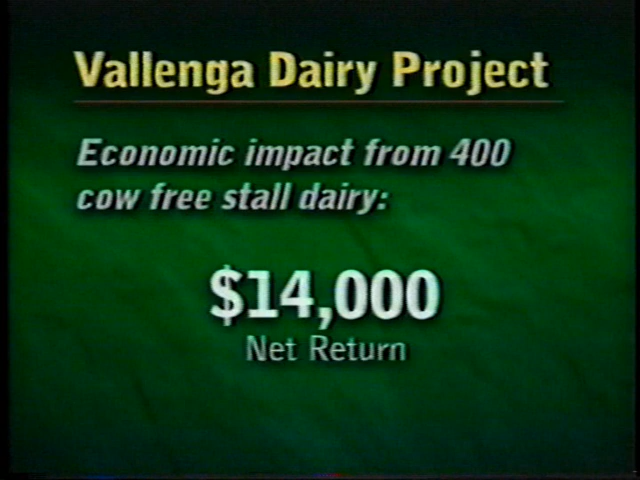 Vallenga Dairy Project
Economic impact from 400
cow free stall dairy:
$14,000
Net Return